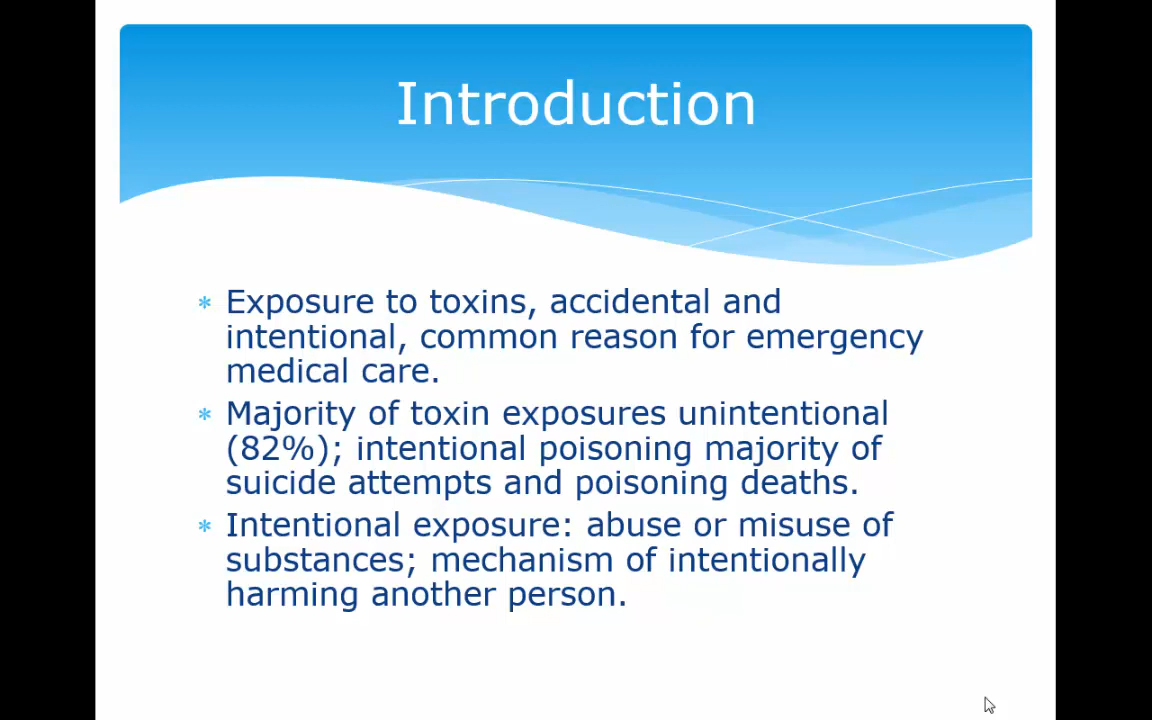 Introduction
* Exposure to toxins, accidental and
intentional, common reason for emergency
medical care.
* Majority of toxin exposures unintentional
(82%); intentional poisoning majority of
suicide attempts and poisoning deaths.
* Intentional exposure: abuse or misuse of
substances; mechanism of intentionally
harming another person.